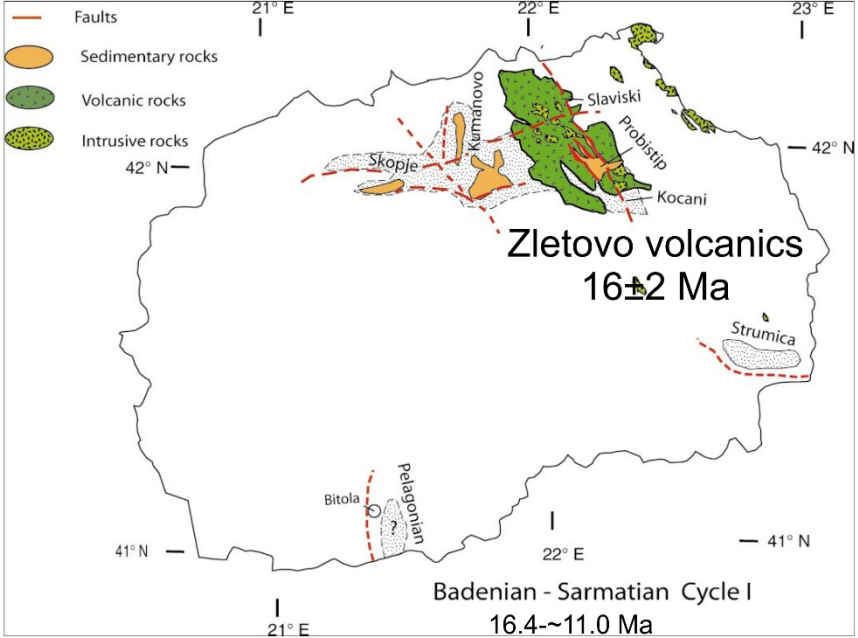 21° E
22° E
23° E
Faults
Sedimentary rocks
Volcanic rocks
Intrusive rocks
42° N
42° N
Skopje
Kumanovo
Slaviski
Probistip
Kocani
Zletovo volcanics
16±2 Ma
Strumica
Bitola
Pelagonian
?
41° N
41° N
22° E
21° E
Badenian - Sarmatian Cycle I
16.4-~11.0 Ma